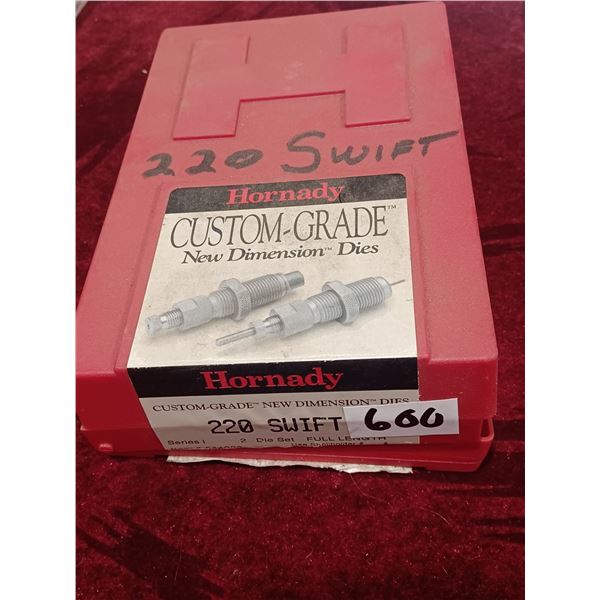 H
220 SWIFT
Hornady
CUSTOM-GRADE™
New Dimension™ Dies
Hornady
CUSTOM-GRADE™ NEW DIMENSION™ DIES
220 SWIFT 600
Series I 2 Die Set FULL LENGTH